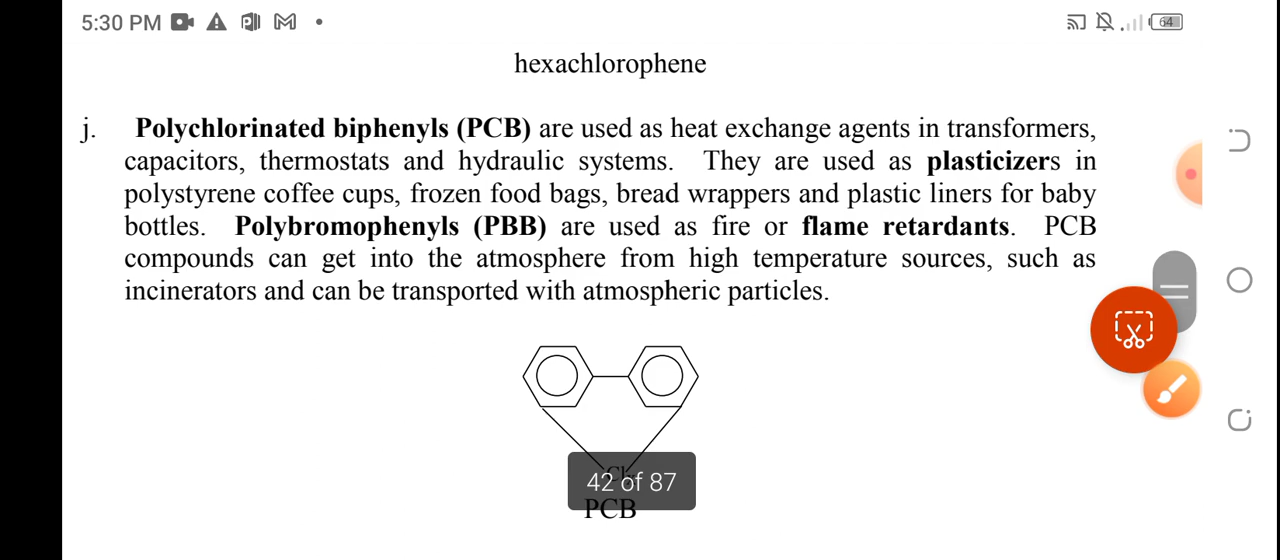 5:30 PM
64
hexachlorophene
j. Polychlorinated biphenyls (PCB) are used as heat exchange agents in transformers,
capacitors, thermostats and hydraulic systems. They are used as plasticizers in
polystyrene coffee cups, frozen food bags, bread wrappers and plastic liners for baby
bottles. Polybromophenyls (PBB) are used as fire or flame retardants. PCB
compounds can get into the atmosphere from high temperature sources, such as
incinerators and can be transported with atmospheric particles.
42 of 87
PCB